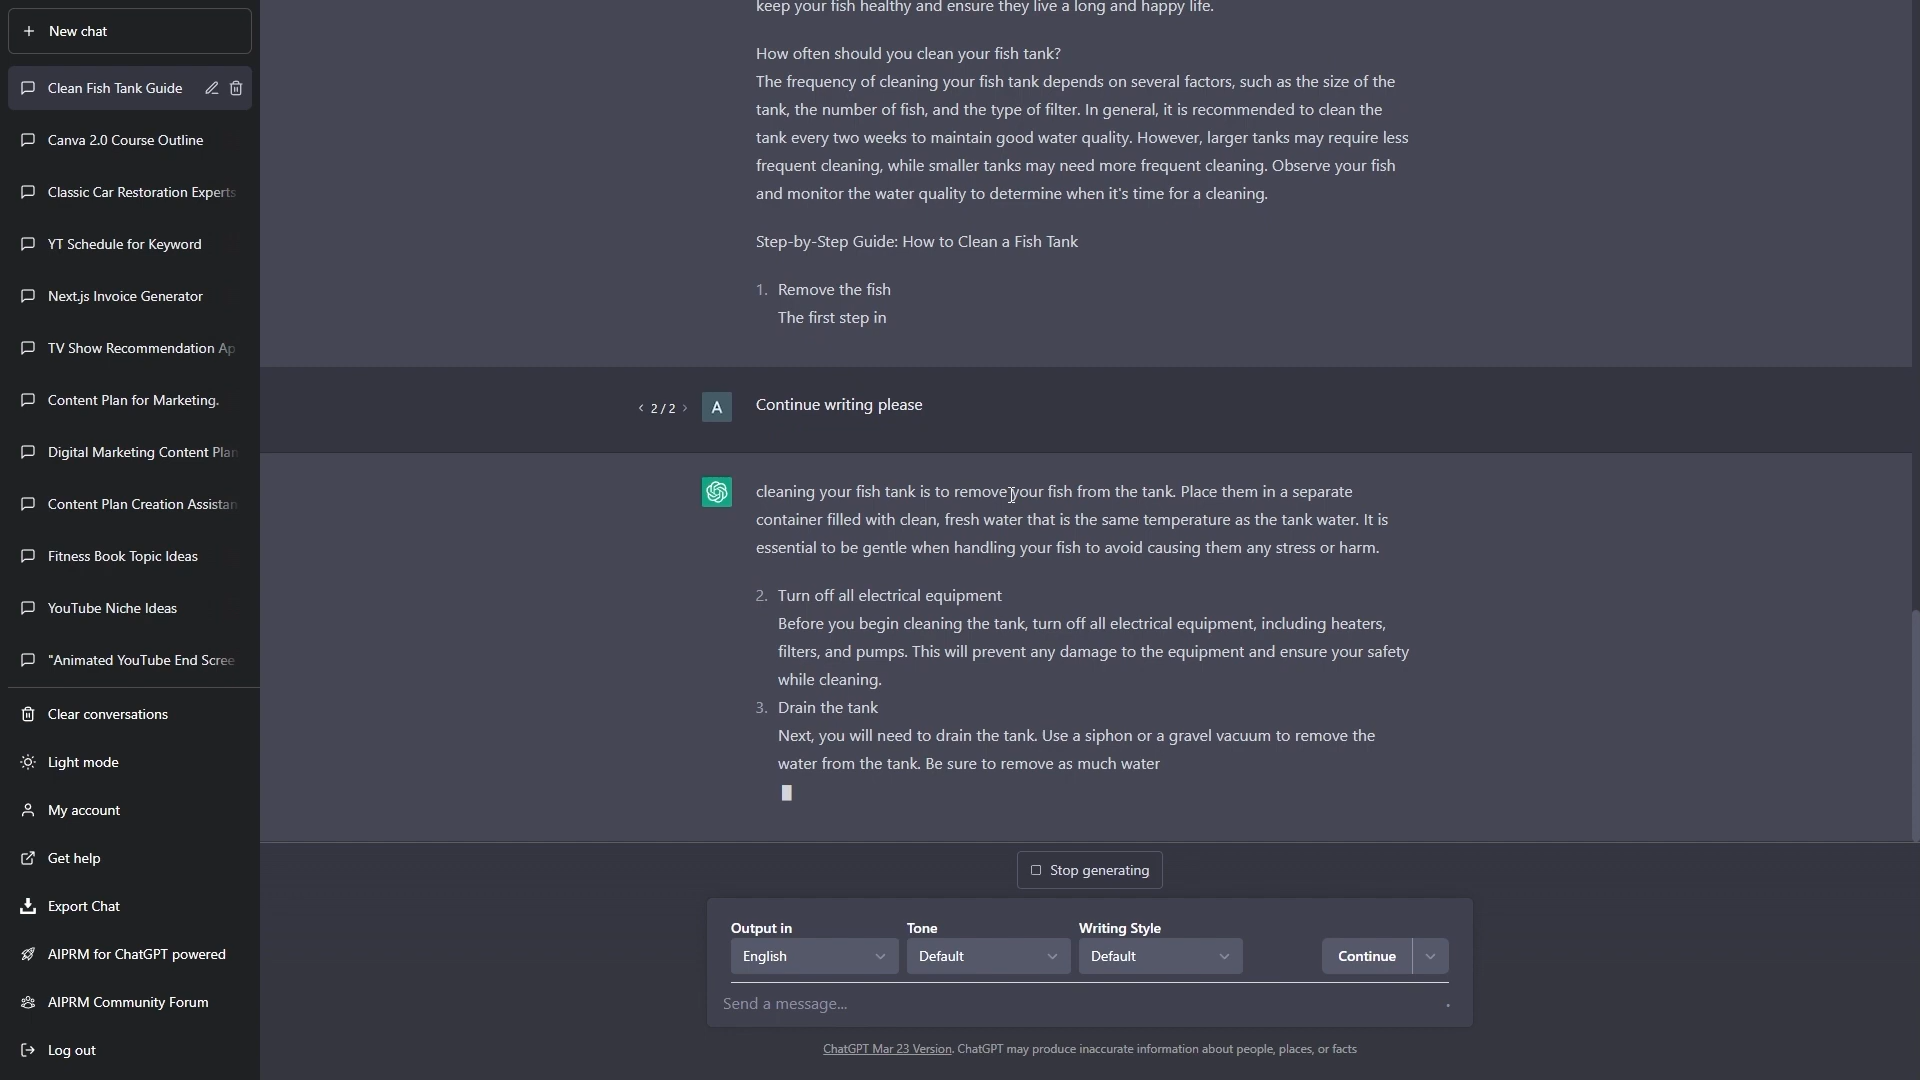 New chat
Clean Fish Tank Guide
Canva 2.0 Course Outline
Classic Car Restoration Experts
YT Schedule for Keyword
Next.js Invoice Generator
TV Show Recommendation Ap
Content Plan for Marketing.
Digital Marketing Content Plan
Content Plan Creation Assistan
Fitness Book Topic Ideas
YouTube Niche Ideas
"Animated YouTube End Scree
Clear conversations
Light mode
My account
Get help
Export Chat
AIPRM for ChatGPT powered
AIPRM Community Forum
Log out
keep your fish healthy and ensure they live a long and happy life.
How often should you clean your fish tank?
The frequency of cleaning your fish tank depends on several factors, such as the size of the
tank, the number of fish, and the type of filter. In general, it is recommended to clean the
tank every two weeks to maintain good water quality. However, larger tanks may require less
frequent cleaning, while smaller tanks may need more frequent cleaning. Observe your fish
and monitor the water quality to determine when it's time for a cleaning.
Step-by-Step Guide: How to Clean a Fish Tank
1. Remove the fish
The first step in
< 2 / 2 > A Continue writing please
cleaning your fish tank is to remove your fish from the tank. Place them in a separate
container filled with clean, fresh water that is the same temperature as the tank water. It is
essential to be gentle when handling your fish to avoid causing them any stress or harm.
2. Turn off all electrical equipment
Before you begin cleaning the tank, turn off all electrical equipment, including heaters,
filters, and pumps. This will prevent any damage to the equipment and ensure your safety
while cleaning.
3. Drain the tank
Next, you will need to drain the tank. Use a siphon or a gravel vacuum to remove the
water from the tank. Be sure to remove as much water
Stop generating
Output in Tone Writing Style
English Default Default Continue
Send a message...
ChatGPT Mar 23 Version. ChatGPT may produce inaccurate information about people, places, or facts